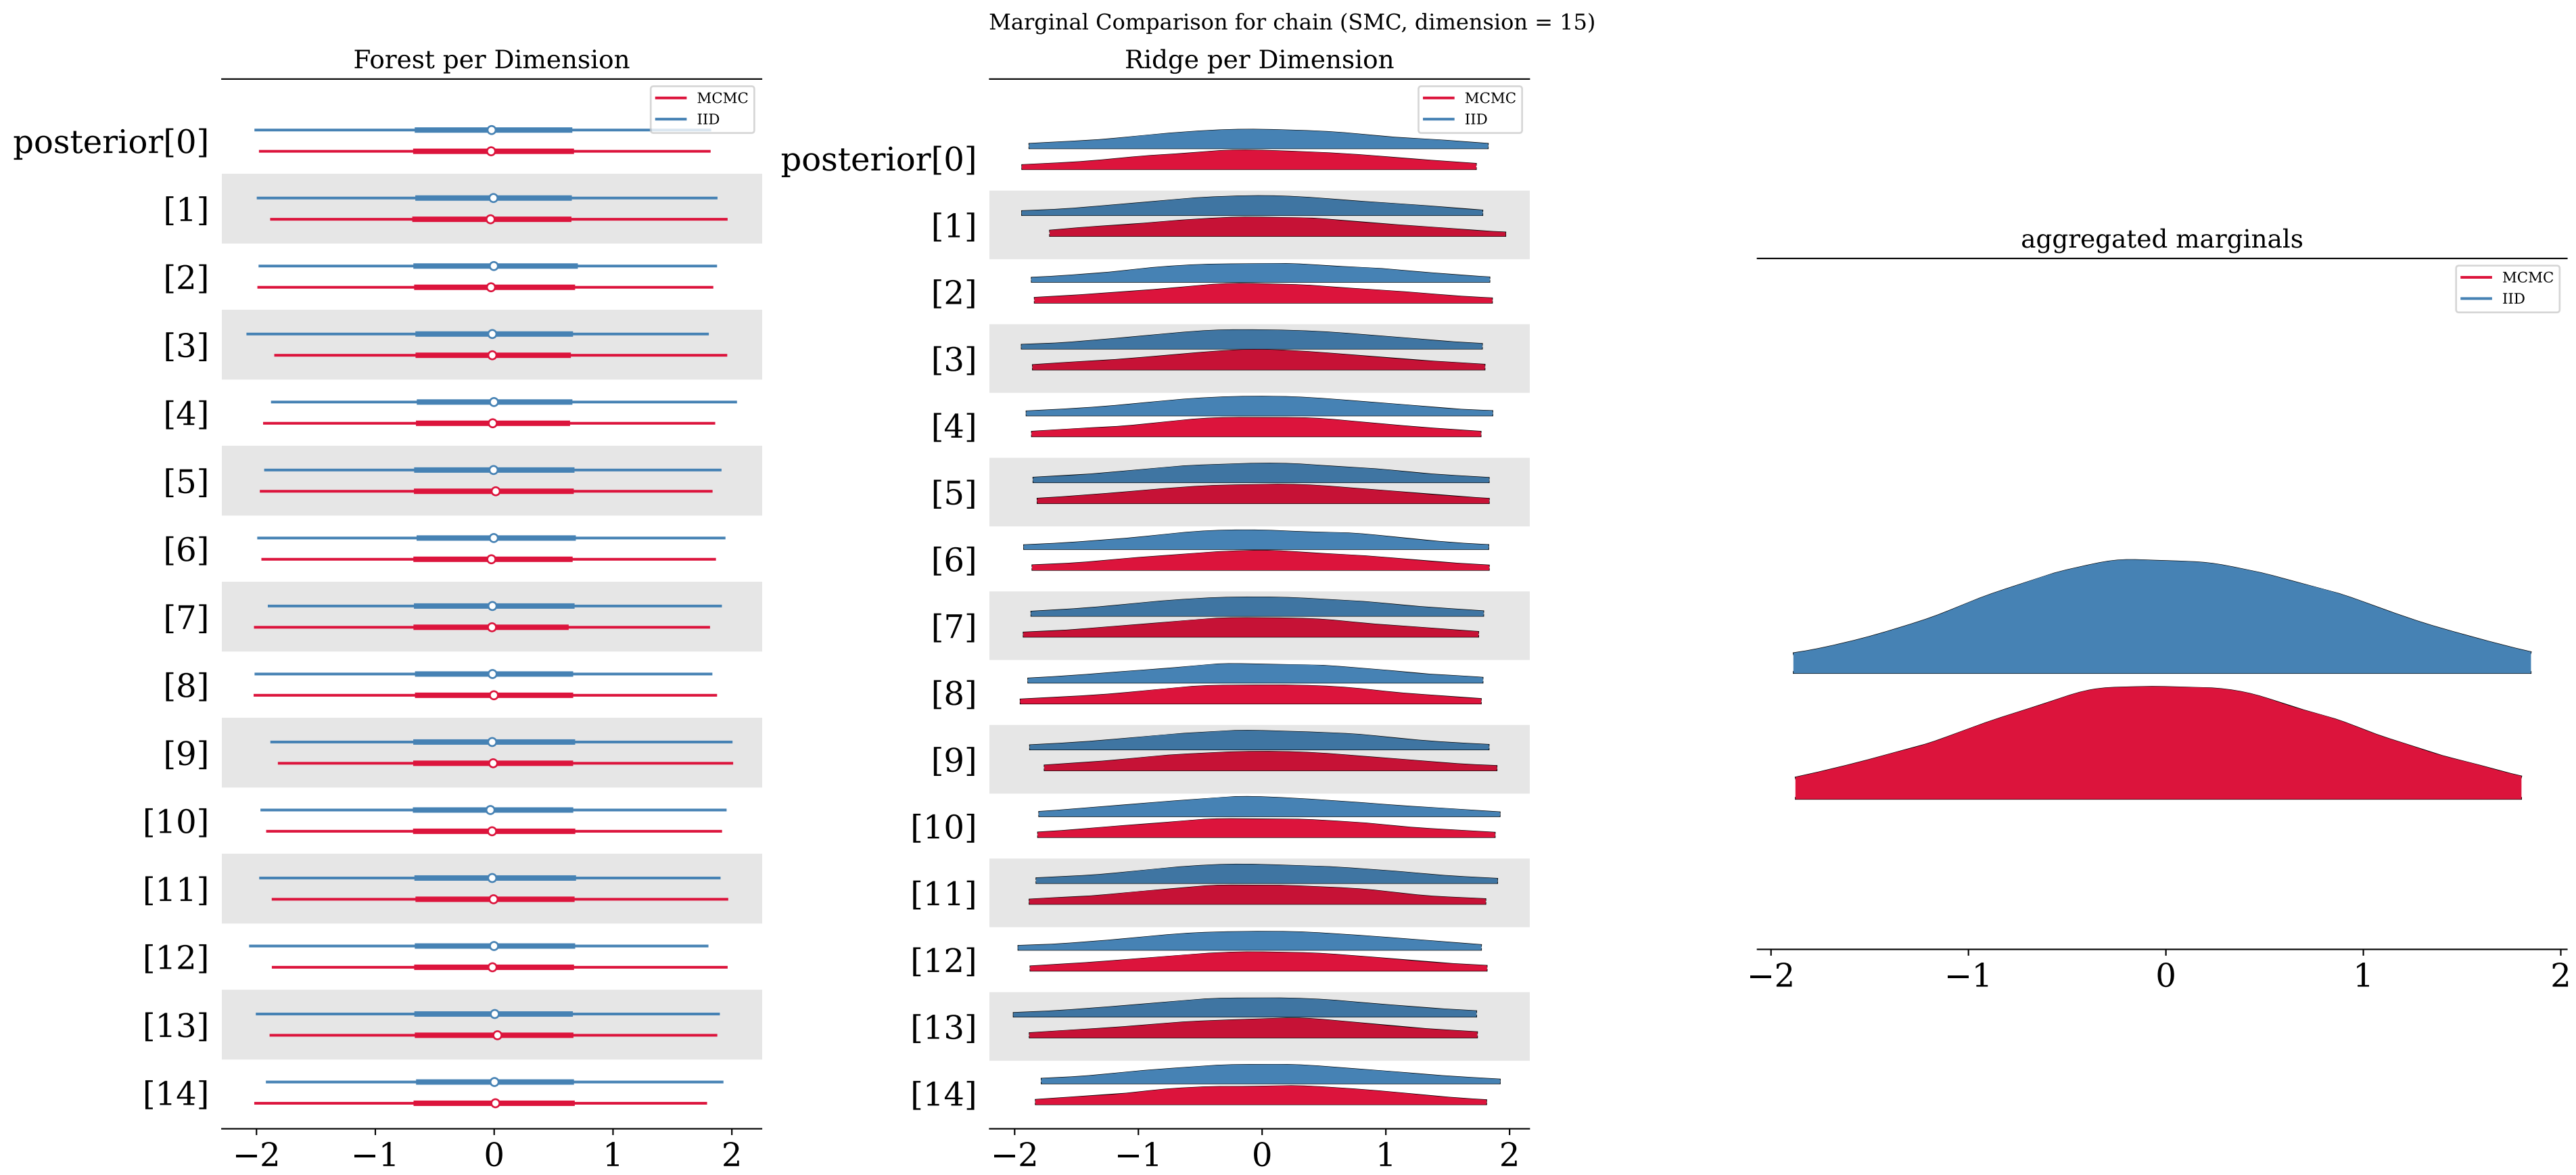 Marginal Comparison for chain (SMC, dimension = 15)
Forest per Dimension
MCMC
IID
posterior[0]
[1]
[2]
[3]
[4]
[5]
[6]
[7]
[8]
[9]
[10]
[11]
[12]
[13]
[14]
−2 −1 0 1 2
Ridge per Dimension
MCMC
IID
posterior[0]
[1]
[2]
[3]
[4]
[5]
[6]
[7]
[8]
[9]
[10]
[11]
[12]
[13]
[14]
−2 −1 0 1 2
aggregated marginals
MCMC
IID
−2 −1 0 1 2